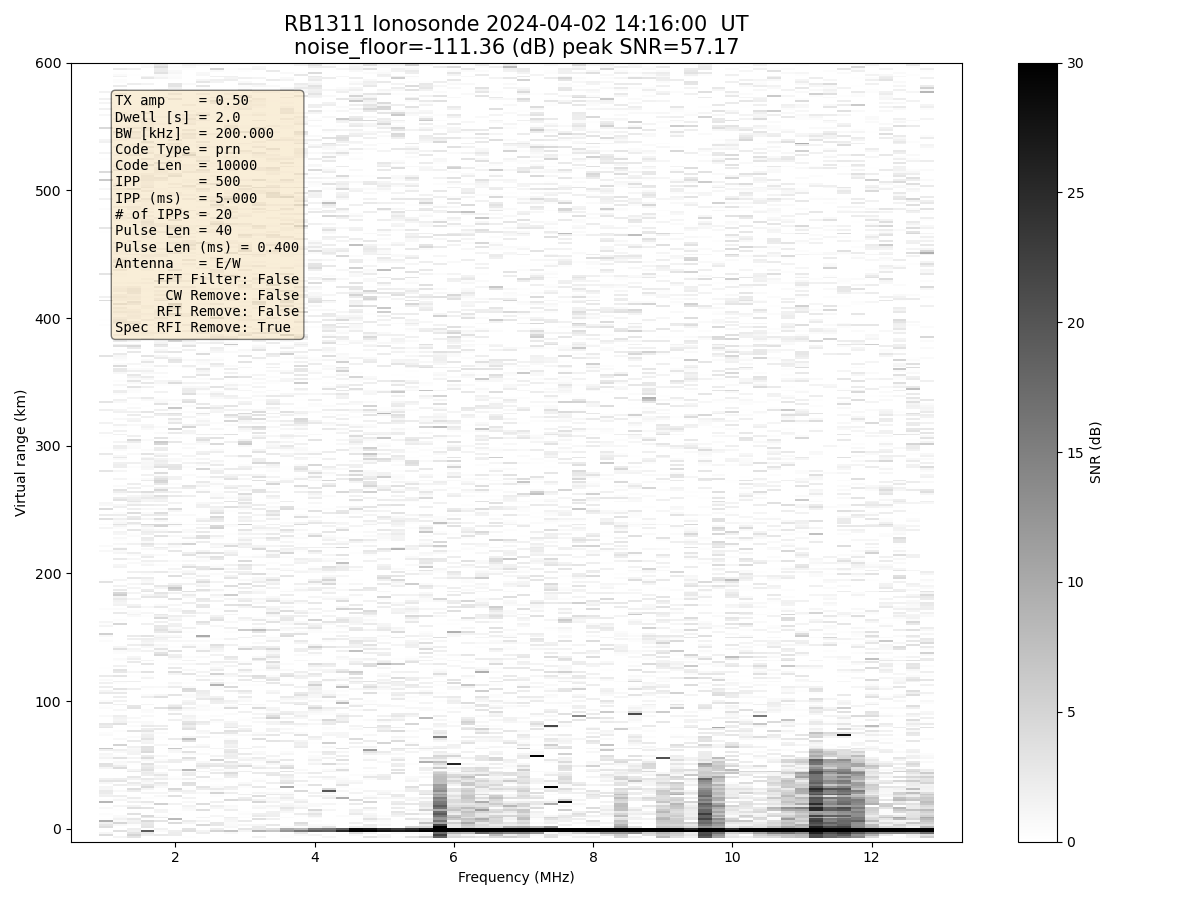 RB1311 Ionosonde 2024-04-02 14:16:00  UT
noise_floor=-111.36 (dB) peak SNR=57.17
TX amp    = 0.50
Dwell [s] = 2.0
BW [kHz]  = 200.000
Code Type = prn
Code Len  = 10000
IPP       = 500
IPP (ms)  = 5.000
# of IPPs = 20
Pulse Len = 40
Pulse Len (ms) = 0.400
Antenna   = E/W
FFT Filter: False
CW Remove: False
RFI Remove: False
Spec RFI Remove: True
Virtual range (km)
600
500
400
300
200
100
0
2 4 6 8 10 12
Frequency (MHz)
30
25
20
15
10
5
0
SNR (dB)